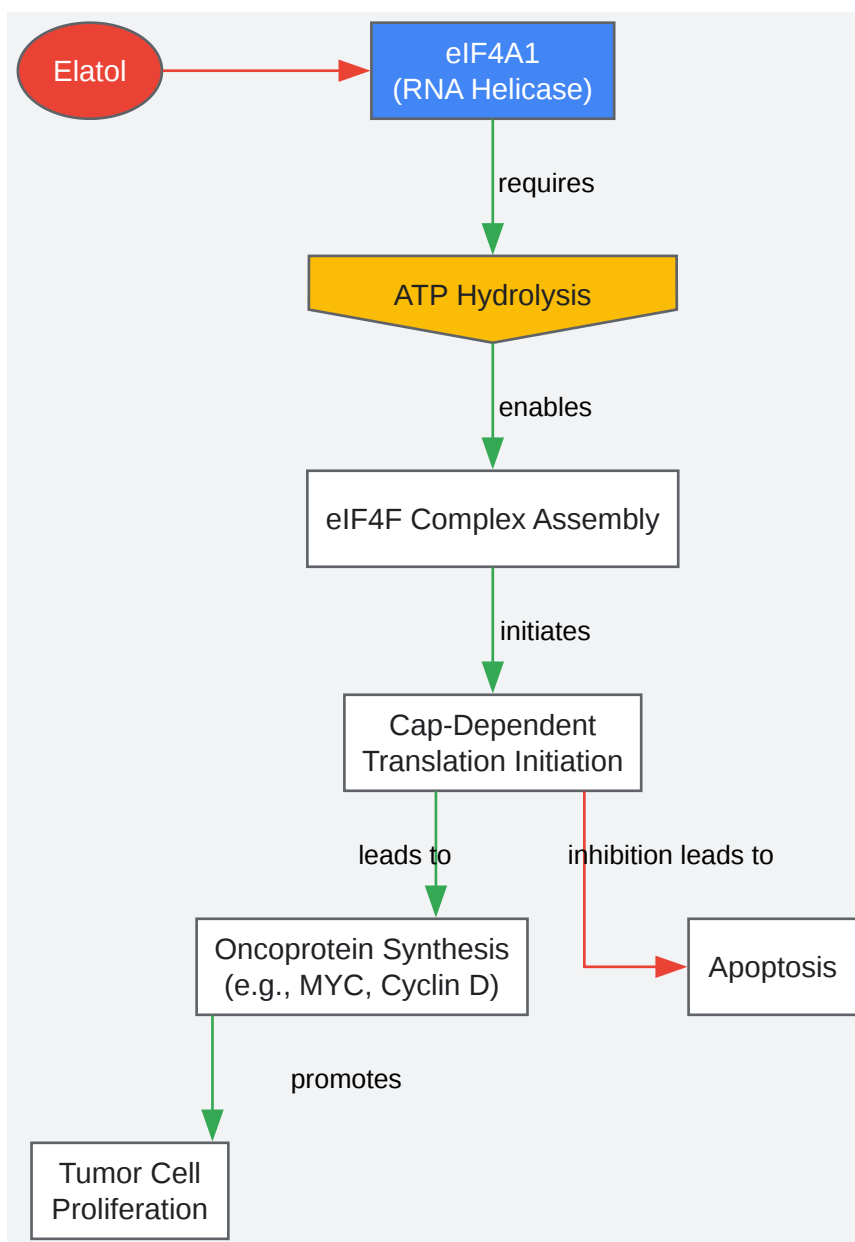 Elatol
eIF4A1
(RNA Helicase)
requires
ATP Hydrolysis
enables
eIF4F Complex Assembly
initiates
Cap-Dependent
Translation Initiation
leads to
inhibition leads to
Oncoprotein Synthesis
(e.g., MYC, Cyclin D)
Apoptosis
promotes
Tumor Cell
Proliferation